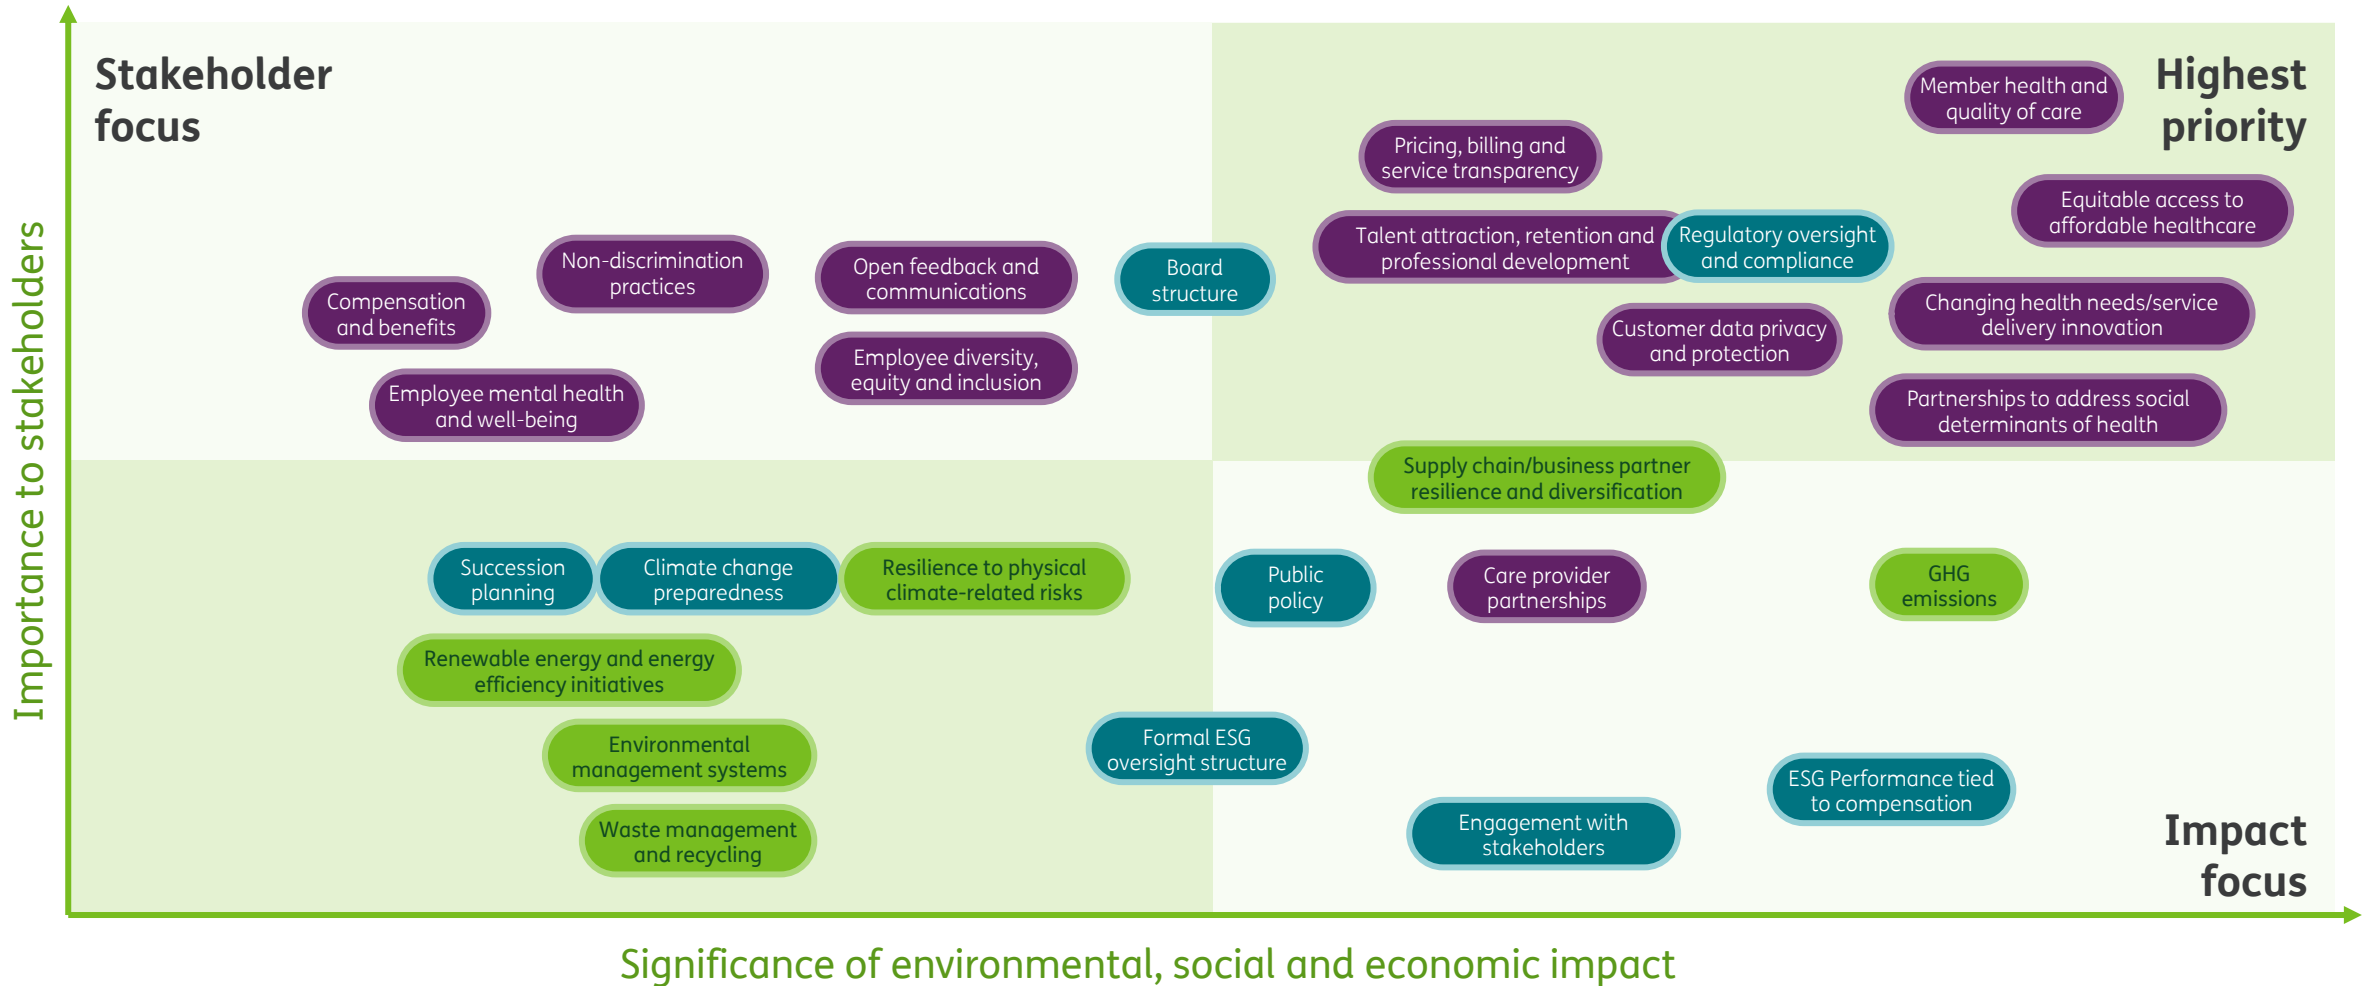 Stakeholder
focus
Highest
priority
Member health and
quality of care
Pricing, billing and
service transparency
Equitable access to
affordable healthcare
Talent attraction, retention and
professional development
Regulatory oversight
and compliance
Non-discrimination
practices
Open feedback and
communications
Board
structure
Compensation
and benefits
Changing health needs/service
delivery innovation
Customer data privacy
and protection
Employee diversity,
equity and inclusion
Employee mental health
and well-being
Partnerships to address social
determinants of health
Supply chain/business partner
resilience and diversification
Succession
planning
Climate change
preparedness
Resilience to physical
climate-related risks
Public
policy
Care provider
partnerships
GHG
emissions
Renewable energy and energy
efficiency initiatives
Environmental
management systems
Formal ESG
oversight structure
ESG Performance tied
to compensation
Waste management
and recycling
Engagement with
stakeholders
Impact
focus
Importance to stakeholders
Significance of environmental, social and economic impact